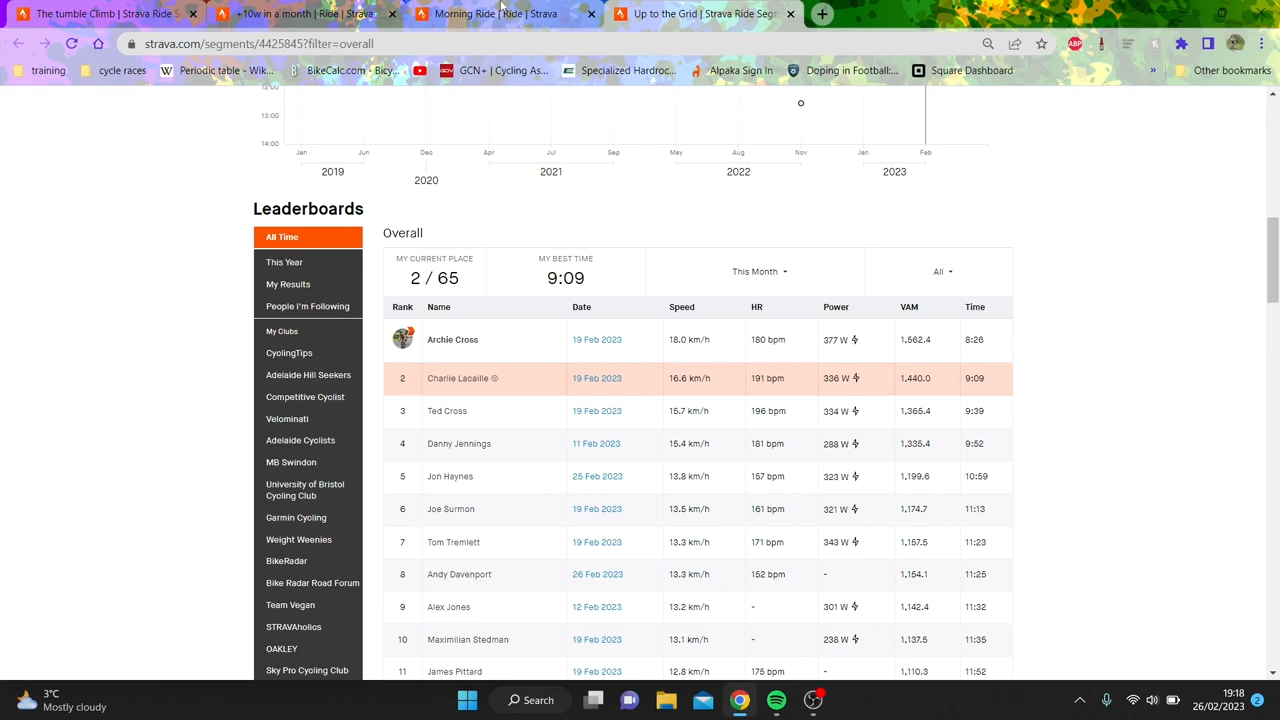 The tumble Climb | Strava Ride S
+10w in zwift | Ride | Strava
Morning Ride | Ride | Strava
Up to the Grid | Strava Ride Segm
strava.com/segments/4425845?filter=overall
training
cycle races
Periodic table - Wik...
BikeCalc.com - Bicy...
GCN+ | Cycling As...
Specialized Hardroc...
Alpaka Sign In
Doping in Football:...
Square Dashboard
»
Other bookmarks
12:00
13:00
14:00
Jan Jun Dec Apr Jul Sep May Aug Nov Jan Feb
2019 2020 2021 2022 2023
Leaderboards
All Time
This Year
My Results
People I'm Following
My Clubs
CyclingTips
Adelaide Hill Seekers
Competitive Cyclist
Velominati
Adelaide Cyclists
MB Swindon
University of Bristol
Cycling Club
Garmin Cycling
Weight Weenies
BikeRadar
Bike Radar Road Forum
Team Vegan
STRAVAholics
OAKLEY
Sky Pro Cycling Club
Overall
MY CURRENT PLACE
2 / 65
MY BEST TIME
9:09
This Month
All
Rank Name Date Speed HR Power VAM Time
Archie Cross 19 Feb 2023 18.0 km/h 180 bpm 377 W 1,562.4 8:26
2 Charlie Lacaille 19 Feb 2023 16.6 km/h 191 bpm 336 W 1,440.0 9:09
3 Ted Cross 19 Feb 2023 15.7 km/h 196 bpm 334 W 1,365.4 9:39
4 Danny Jennings 11 Feb 2023 15.4 km/h 181 bpm 288 W 1,335.4 9:52
5 Jon Haynes 25 Feb 2023 13.8 km/h 157 bpm 323 W 1,199.6 10:59
6 Joe Surmon 19 Feb 2023 13.5 km/h 161 bpm 321 W 1,174.7 11:13
7 Tom Tremlett 19 Feb 2023 13.3 km/h 171 bpm 343 W 1,157.5 11:23
8 Andy Davenport 26 Feb 2023 13.3 km/h 152 bpm - 1,154.1 11:25
9 Alex Jones 12 Feb 2023 13.2 km/h - 301 W 1,142.4 11:32
10 Maximilian Stedman 19 Feb 2023 13.1 km/h - 238 W 1,137.5 11:35
11 James Pittard 19 Feb 2023 12.8 km/h 175 bpm - 1,110.3 11:52
3°C
Mostly cloudy
Search
19:18
26/02/2023
2